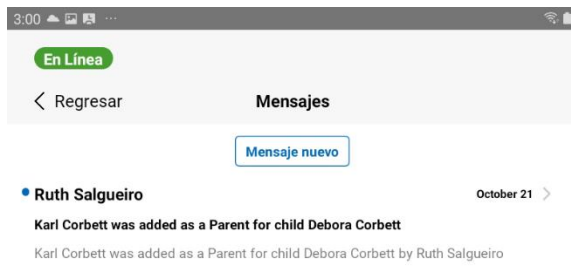 3:00
En Línea
Regresar Mensajes
Mensaje nuevo
Ruth Salgueiro October 21
Karl Corbett was added as a Parent for child Debora Corbett
Karl Corbett was added as a Parent for child Debora Corbett by Ruth Salgueiro